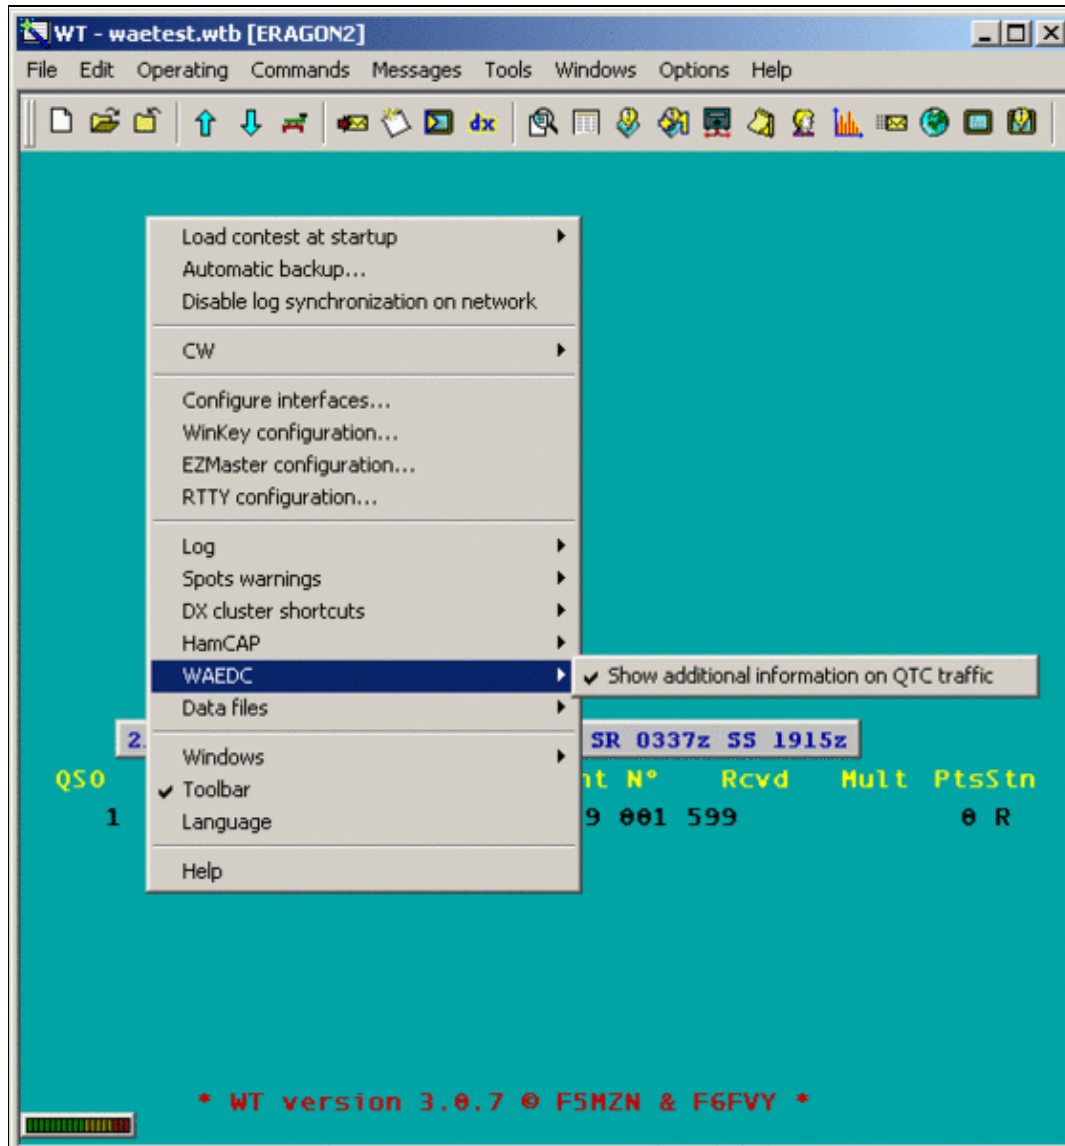 WT - waetest.wtb [ERAGON2]
File Edit Operating Commands Messages Tools Windows Options Help
dx
Load contest at startup
Automatic backup...
Disable log synchronization on network
CW
Configure interfaces...
WinKey configuration...
EZMaster configuration...
RTTY configuration...
Log
Spots warnings
DX cluster shortcuts
HamCAP
WAEDC
Show additional information on QTC traffic
Data files
2. SR 0337z SS 1915z
Windows
QSO nt N° Rcvd Mult PtsStn
Toolbar
1 9 001 599 0 R
Language
Help
* WT version 3.0.7 © F5MZN & F6FVY *